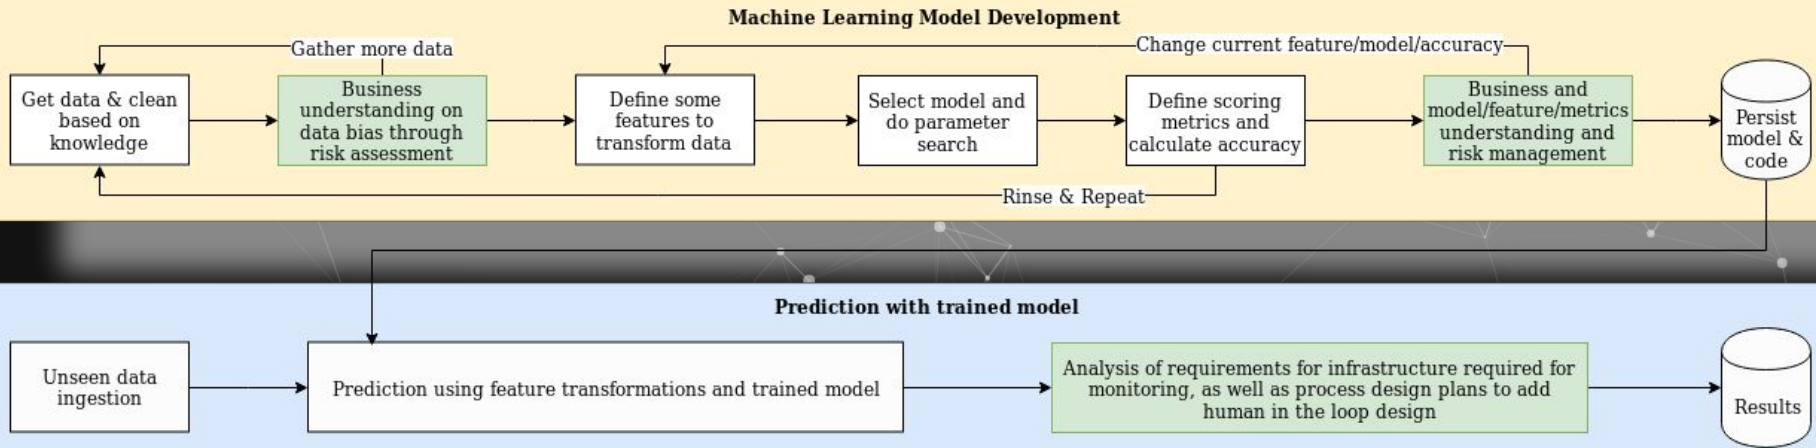 Machine Learning Model Development
Gather more data
Change current feature/model/accuracy
Get data & clean
based on
knowledge
Business
understanding on
data bias through
risk assessment
Define some
features to
transform data
Select model and
do parameter
search
Define scoring
metrics and
calculate accuracy
Business and
model/feature/metrics
understanding and
risk management
Persist
model &
code
Rinse & Repeat
Prediction with trained model
Unseen data
ingestion
Prediction using feature transformations and trained model
Analysis of requirements for infrastructure required for
monitoring, as well as process design plans to add
human in the loop design
Results